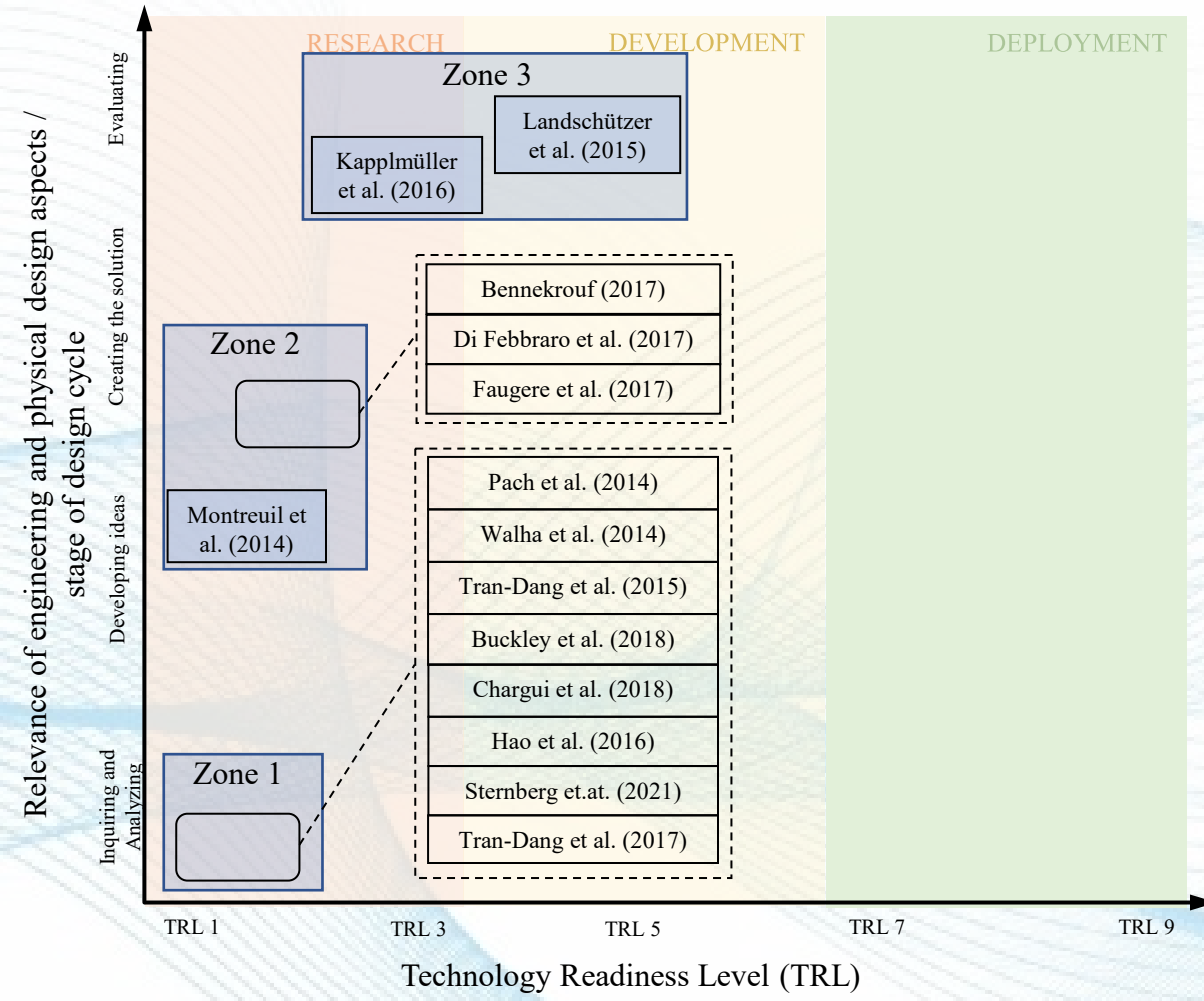 RESEARCH
DEVELOPMENT
DEPLOYMENT
Zone 3
Landschützer
et al. (2015)
Kapplmüller
et al. (2016)
Bennekrouf (2017)
Di Febbraro et al. (2017)
Faugere et al. (2017)
Zone 2
Montreuil et
al. (2014)
Pach et al. (2014)
Walha et al. (2014)
Tran-Dang et al. (2015)
Buckley et al. (2018)
Chargui et al. (2018)
Hao et al. (2016)
Sternberg et.at. (2021)
Tran-Dang et al. (2017)
Zone 1
Relevance of engineering and physical design aspects /
stage of design cycle
Evaluating
Creating the solution
Developing ideas
Inquiring and
Analyzing
TRL 1
TRL 3
TRL 5
TRL 7
TRL 9
Technology Readiness Level (TRL)